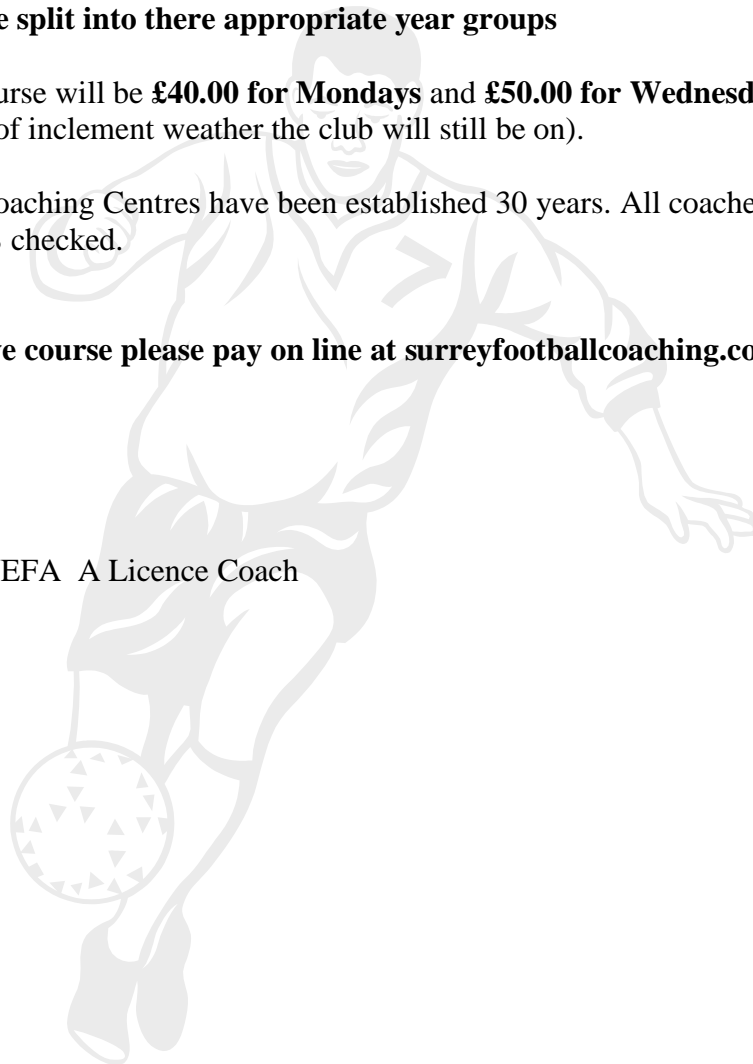 e split into there appropriate year groups
urse will be £40.00 for Mondays and £50.00 for Wednesd
of inclement weather the club will still be on).
oaching Centres have been established 30 years. All coache
checked.
e course please pay on line at surreyfootballcoaching.co
EFA A Licence Coach